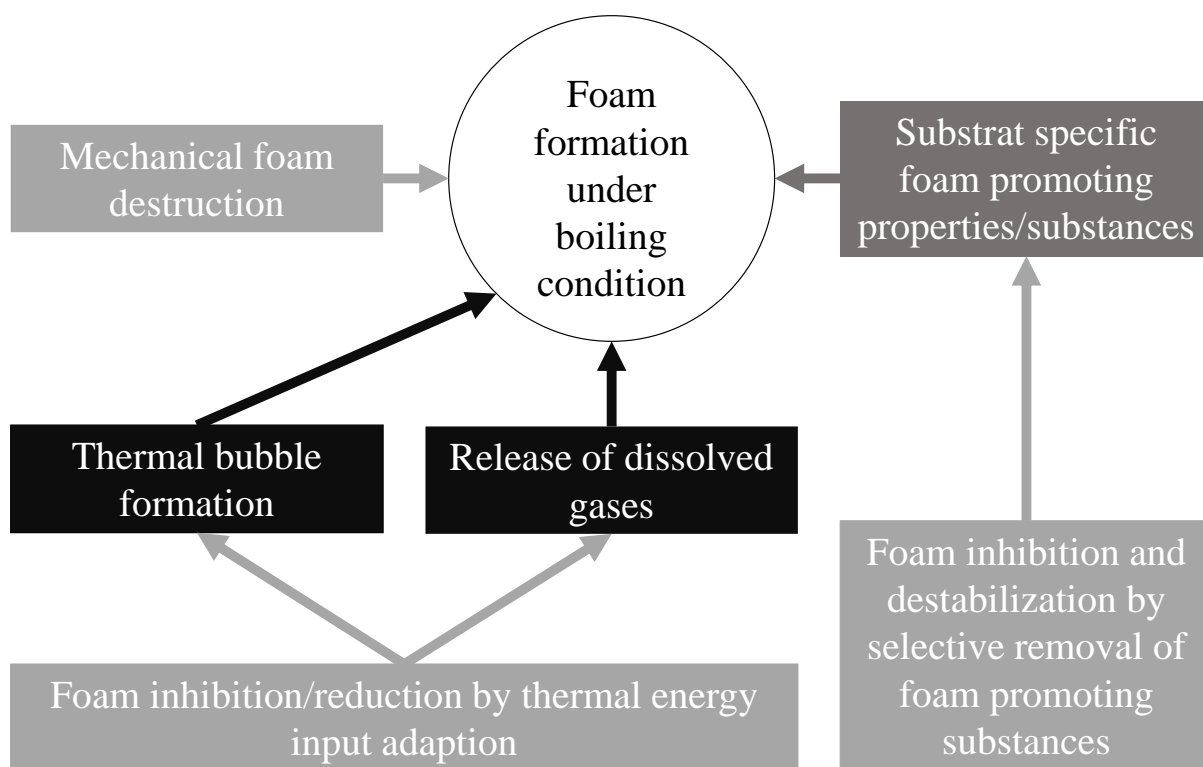 Foam
formation
under
boiling
condition
Mechanical foam
destruction
Substrat specific
foam promoting
properties/substances
Thermal bubble
formation
Release of dissolved
gases
Foam inhibition/reduction by thermal energy
input adaption
Foam inhibition and
destabilization by
selective removal of
foam promoting
substances